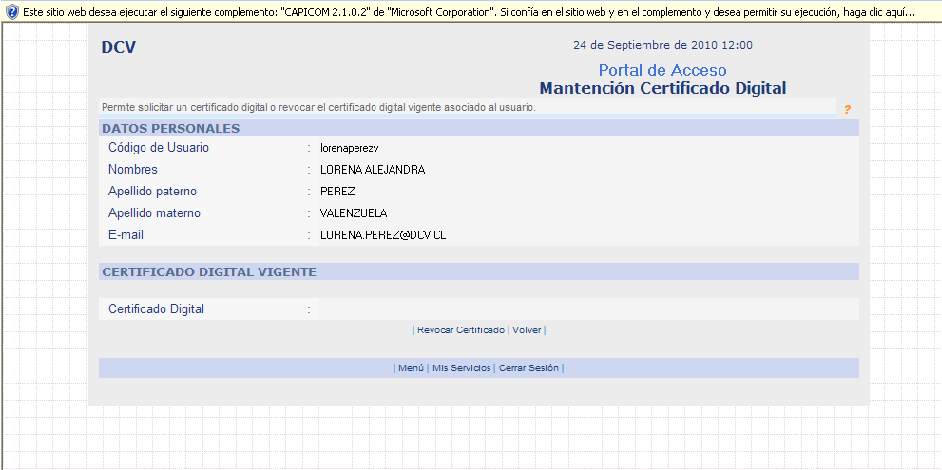 Este sitio web desea ejecutar el siguiente complemento: "CAPICOM 2.1.0.2" de "Microsoft Corporation". Si confía en el sitio web y en el complemento y desea permitir su ejecución, haga clic aquí...
DCV
24 de Septiembre de 2010 12:00
Portal de Acceso
Mantención Certificado Digital
Permite solicitar un certificado digital o revocar el certificado digital vigente asociado al usuario.
?
DATOS PERSONALES
Código de Usuario : lorenaperezv
Nombres : LORENA ALEJANDRA
Apellido paterno : PEREZ
Apellido materno : VALENZUELA
E-mail : LORENA.PEREZ@DCV.CL
CERTIFICADO DIGITAL VIGENTE
Certificado Digital :
| Revocar Certificado | Volver |
| Menú | Mis Servicios | Cerrar Sesión |